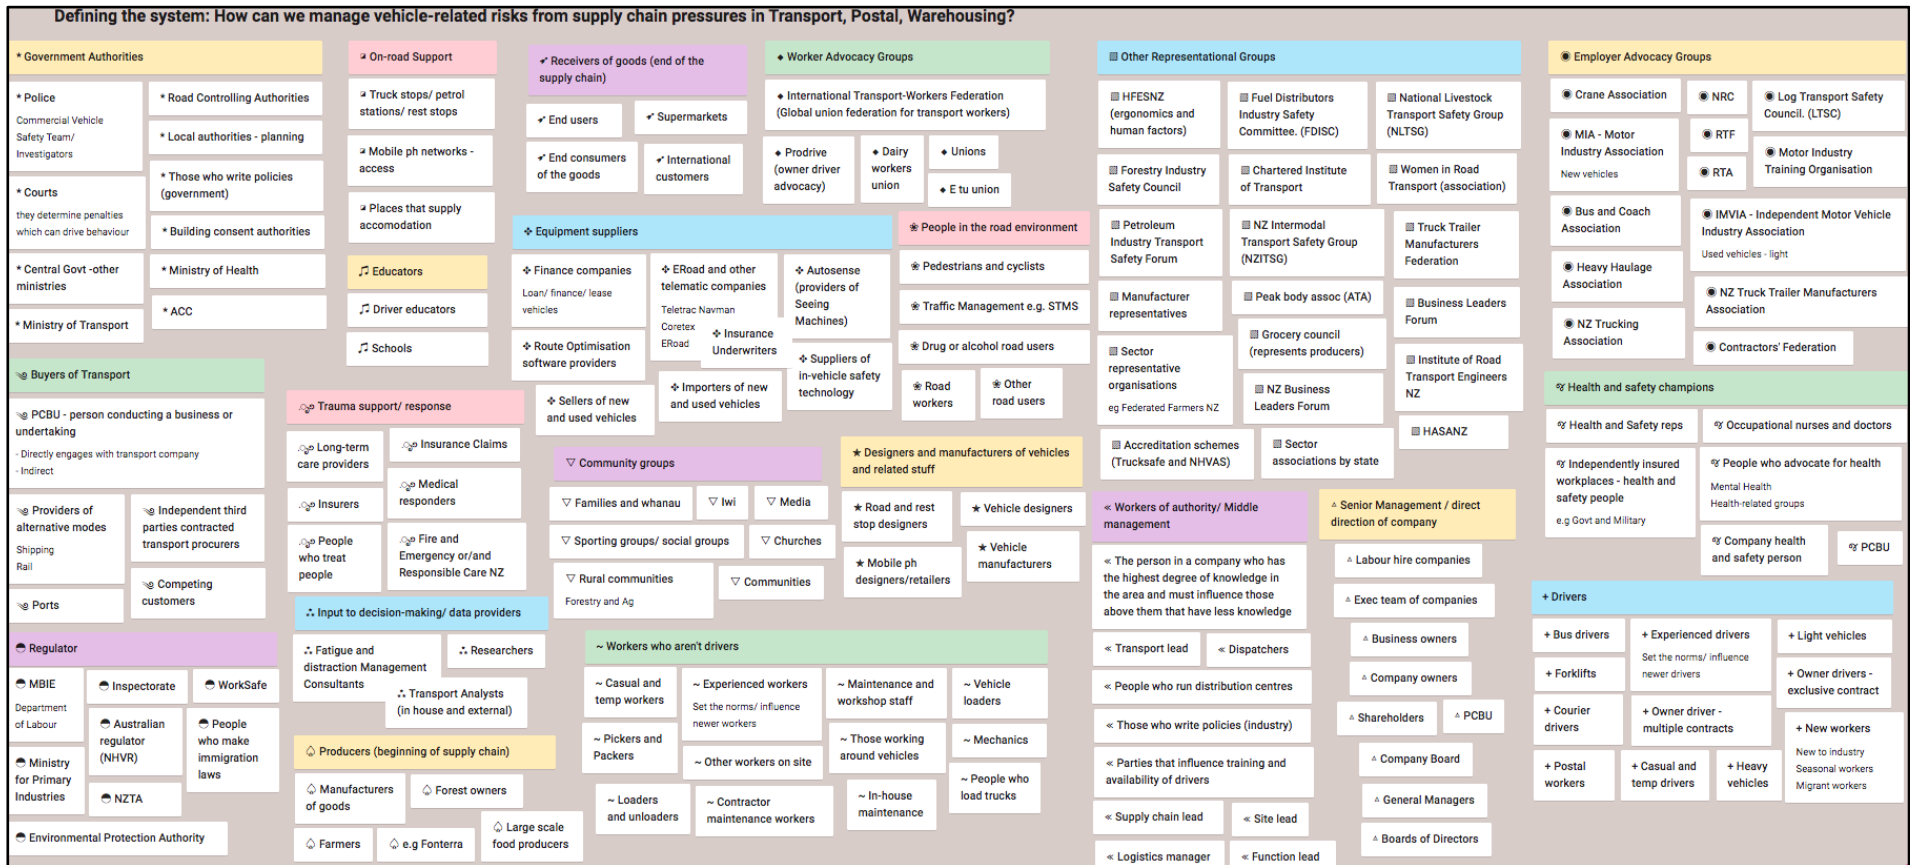 Defining the system: How can we manage vehicle-related risks from supply chain pressures in Transport, Postal, Warehousing?
* Government Authorities
* Police
Commercial Vehicle
Safety Team/
Investigators
* Courts
they determine penalties
which can drive behaviour
* Central Govt -other
ministries
* Ministry of Transport
* Road Controlling Authorities
* Local authorities - planning
* Those who write policies
(government)
* Building consent authorities
* Ministry of Health
* ACC
Buyers of Transport
PCBU - person conducting a business or
undertaking
- Directly engages with transport company
- Indirect
Providers of
alternative modes
Shipping
Rail
Independent third
parties contracted
transport procurers
Ports
Competing
customers
Regulator
MBIE
Department
of Labour
Inspectorate
WorkSafe
Australian
regulator
(NHVR)
People
who make
immigration
laws
Ministry
for Primary
Industries
NZTA
Environmental Protection Authority
On-road Support
Truck stops/ petrol
stations/ rest stops
Mobile ph networks -
access
Places that supply
accomodation
Educators
Driver educators
Schools
Trauma support/ response
Long-term
care providers
Insurance Claims
Insurers
Medical
responders
People
who treat
people
Fire and
Emergency or/and
Responsible Care NZ
Input to decision-making/ data providers
Fatigue and
distraction Management
Consultants
Researchers
Transport Analysts
(in house and external)
Producers (beginning of supply chain)
Manufacturers
of goods
Forest owners
Farmers
e.g Fonterra
Large scale
food producers
Receivers of goods (end of the
supply chain)
End users
Supermarkets
End consumers
of the goods
International
customers
Equipment suppliers
Finance companies
Loan/ finance/ lease
vehicles
ERoad and other
telematic companies
Teletrac Navman
Coretex
ERoad
Autosense
(providers of
Seeing
Machines)
Insurance
Underwriters
Route Optimisation
software providers
Suppliers of
in-vehicle safety
technology
Sellers of new
and used vehicles
Importers of new
and used vehicles
Community groups
▽ Families and whanau
▽ Iwi
▽ Media
▽ Sporting groups/ social groups
▽ Churches
▽ Rural communities
Forestry and Ag
▽ Communities
~ Workers who aren't drivers
~ Casual and
temp workers
~ Experienced workers
Set the norms/ influence
newer workers
~ Maintenance and
workshop staff
~ Vehicle
loaders
~ Pickers and
Packers
~ Other workers on site
~ Those working
around vehicles
~ Mechanics
~ Loaders
and unloaders
~ Contractor
maintenance workers
~ In-house
maintenance
~ People who
load trucks
◆ Worker Advocacy Groups
◆ International Transport-Workers Federation
(Global union federation for transport workers)
◆ Prodrive
(owner driver
advocacy)
◆ Dairy
workers
union
◆ Unions
◆ E tu union
People in the road environment
Pedestrians and cyclists
Traffic Management e.g. STMS
Drug or alcohol road users
Road
workers
Other
road users
★ Designers and manufacturers of vehicles
and related stuff
★ Road and rest
stop designers
★ Vehicle designers
★ Mobile ph
designers/retailers
★ Vehicle
manufacturers
Other Representational Groups
HFESNZ
(ergonomics and
human factors)
Fuel Distributors
Industry Safety
Committee. (FDISC)
National Livestock
Transport Safety Group
(NLTSG)
Forestry Industry
Safety Council
Chartered Institute
of Transport
Women in Road
Transport (association)
Petroleum
Industry Transport
Safety Forum
NZ Intermodal
Transport Safety Group
(NZITSG)
Truck Trailer
Manufacturers
Federation
Manufacturer
representatives
Peak body assoc (ATA)
Business Leaders
Forum
Sector
representative
organisations
eg Federated Farmers NZ
Grocery council
(represents producers)
Institute of Road
Transport Engineers
NZ
NZ Business
Leaders Forum
HASANZ
Accreditation schemes
(Trucksafe and NHVAS)
Sector
associations by state
« Workers of authority/ Middle
management
« The person in a company who has
the highest degree of knowledge in
the area and must influence those
above them that have less knowledge
« Transport lead
« Dispatchers
« People who run distribution centres
« Those who write policies (industry)
« Parties that influence training and
availability of drivers
« Supply chain lead
« Site lead
« Logistics manager
« Function lead
Senior Management / direct
direction of company
Labour hire companies
Exec team of companies
Business owners
Company owners
Shareholders
PCBU
Company Board
General Managers
Boards of Directors
◉ Employer Advocacy Groups
◉ Crane Association
◉ NRC
◉ Log Transport Safety
Council. (LTSC)
◉ MIA - Motor
Industry Association
New vehicles
◉ RTF
◉ RTA
◉ Motor Industry
Training Organisation
◉ Bus and Coach
Association
◉ IMVIA - Independent Motor Vehicle
Industry Association
Used vehicles - light
◉ Heavy Haulage
Association
◉ NZ Truck Trailer Manufacturers
Association
◉ NZ Trucking
Association
◉ Contractors' Federation
Health and safety champions
Health and Safety reps
Occupational nurses and doctors
Independently insured
workplaces - health and
safety people
e.g Govt and Military
People who advocate for health
Mental Health
Health-related groups
Company health
and safety person
PCBU
+ Drivers
+ Bus drivers
+ Experienced drivers
Set the norms/ influence
newer drivers
+ Light vehicles
+ Forklifts
+ Owner drivers -
exclusive contract
+ Courier
drivers
+ Owner driver -
multiple contracts
+ New workers
New to industry
Seasonal workers
Migrant workers
+ Postal
workers
+ Casual and
temp drivers
+ Heavy
vehicles